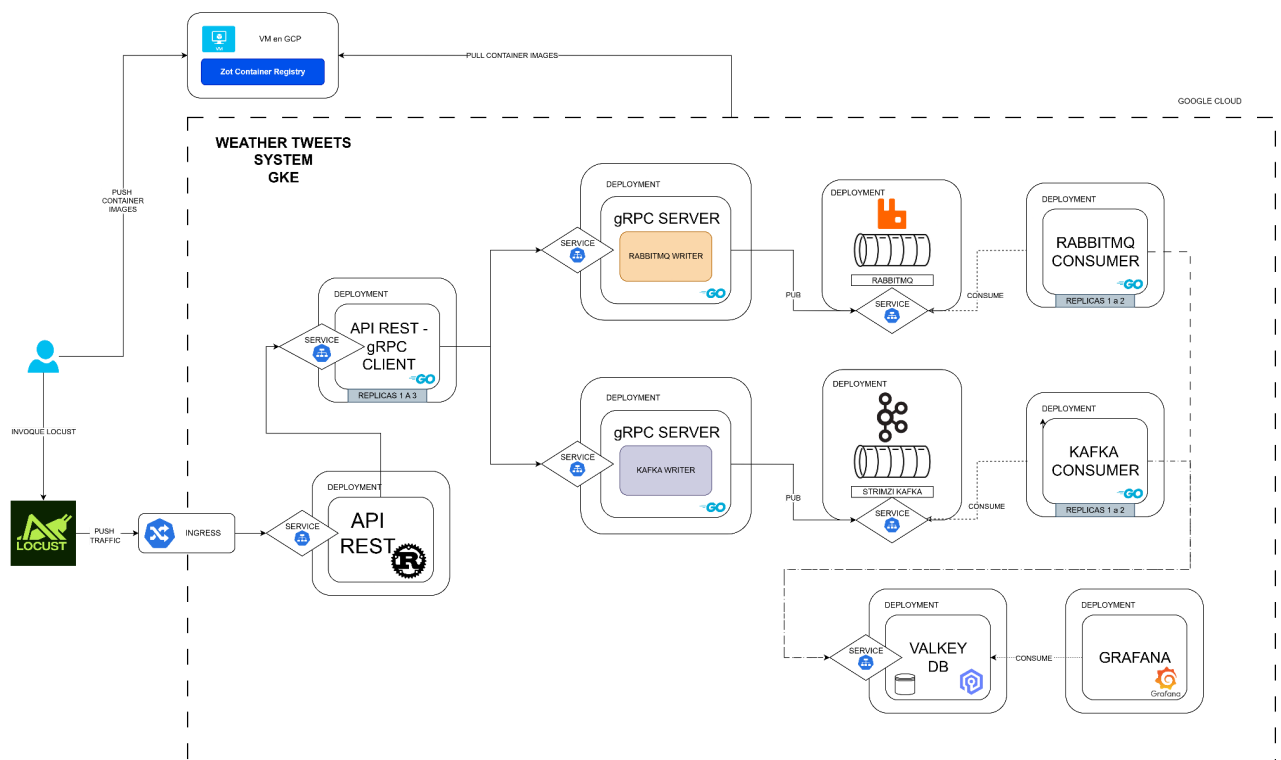 VM en GCP
VM
Zot Container Registry
PULL CONTAINER IMAGES
GOOGLE CLOUD
WEATHER TWEETS
SYSTEM
GKE
PUSH
CONTAINER
IMAGES
DEPLOYMENT
gRPC SERVER
SERVICE
RABBITMQ WRITER
GO
DEPLOYMENT
RABBITMQ
SERVICE
PUB
CONSUME
DEPLOYMENT
RABBITMQ
CONSUMER
GO
REPLICAS 1 a 2
DEPLOYMENT
SERVICE
API REST -
gRPC
CLIENT
GO
REPLICAS 1 A 3
DEPLOYMENT
gRPC SERVER
SERVICE
KAFKA WRITER
GO
DEPLOYMENT
STRIMZI KAFKA
SERVICE
PUB
CONSUME
DEPLOYMENT
KAFKA
CONSUMER
GO
REPLICAS 1 a 2
INVOQUE LOCUST
LOCUST
PUSH
TRAFFIC
INGRESS
DEPLOYMENT
SERVICE
API
REST
R
DEPLOYMENT
SERVICE
VALKEY
DB
CONSUME
DEPLOYMENT
GRAFANA
Grafana